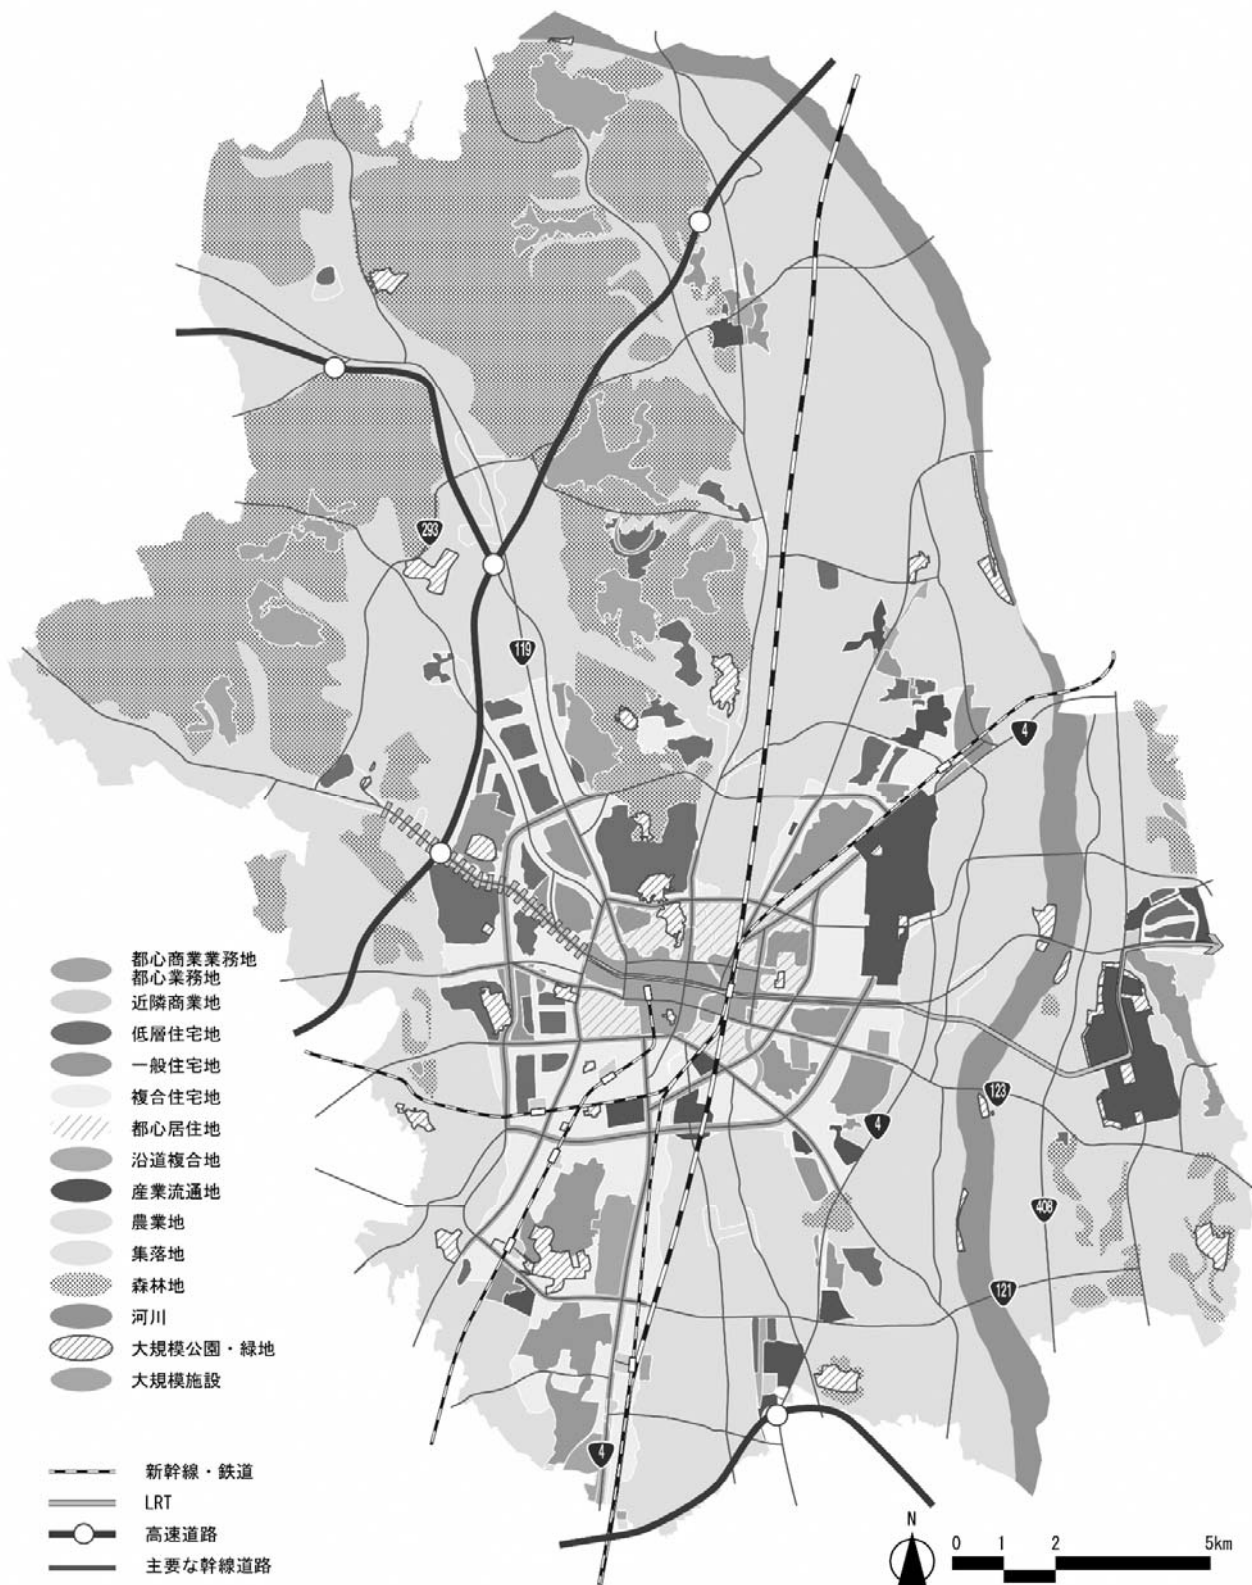 293
119
4
都心商業業務地
都心業務地
近隣商業地
低層住宅地
一般住宅地
複合住宅地
都心居住地
沿道複合地
産業流通地
農業地
集落地
森林地
河川
大規模公園・緑地
大規模施設
123
4
408
121
4
新幹線・鉄道
LRT
高速道路
主要な幹線道路
N
0 1 2 5km